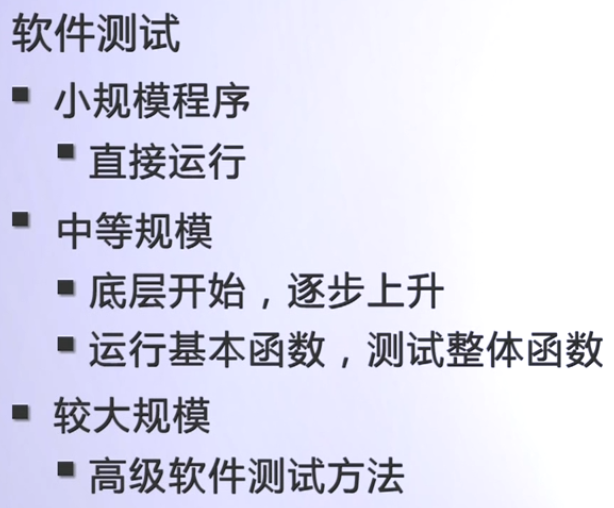 软件测试
▪ 小规模程序
▪ 直接运行
▪ 中等规模
▪ 底层开始，逐步上升
▪ 运行基本函数，测试整体函数
▪ 较大规模
▪ 高级软件测试方法